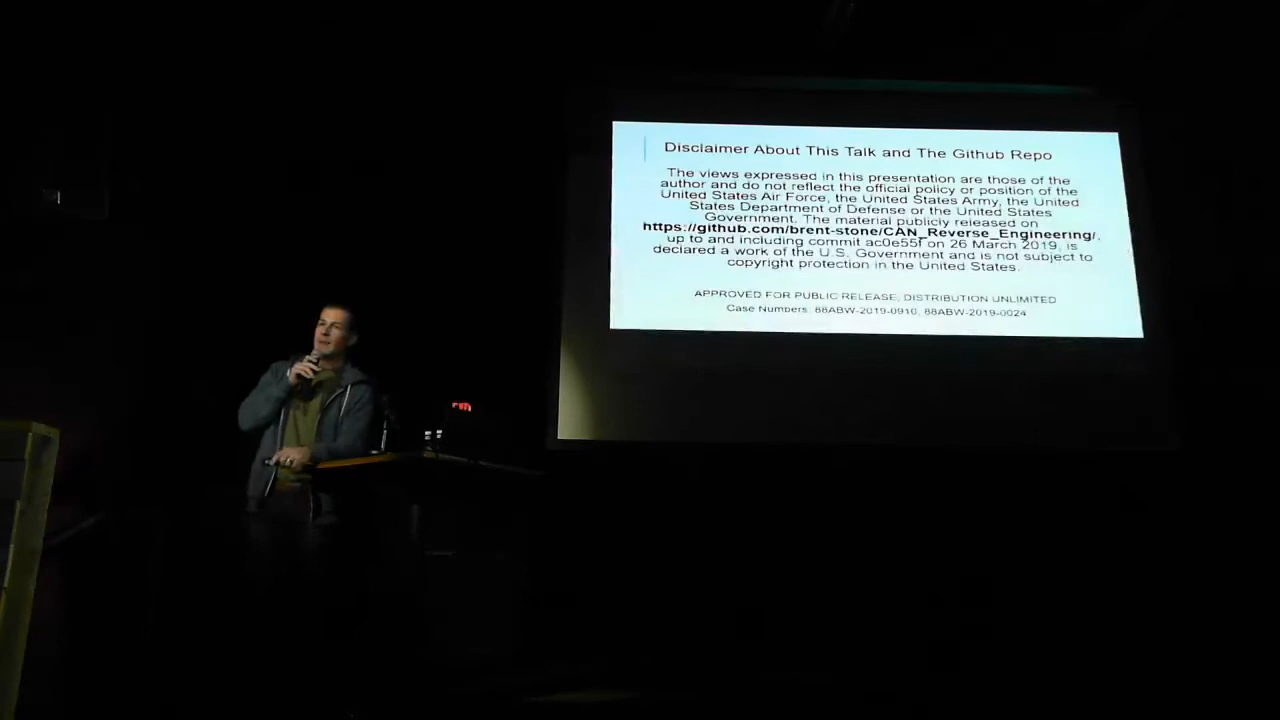 Disclaimer About This Talk and The Github Repo
The views expressed in this presentation are those of the
author and do not reflect the official policy or position of the
United States Air Force, the United States Army, the United
States Department of Defense or the United States
Government. The material publicly released on
https://github.com/brent-stone/CAN_Reverse_Engineering/,
up to and including commit ac0e55f on 26 March 2019, is
declared a work of the U.S. Government and is not subject to
copyright protection in the United States.
APPROVED FOR PUBLIC RELEASE, DISTRIBUTION UNLIMITED
Case Numbers: 88ABW-2019-0910, 88ABW-2019-0024